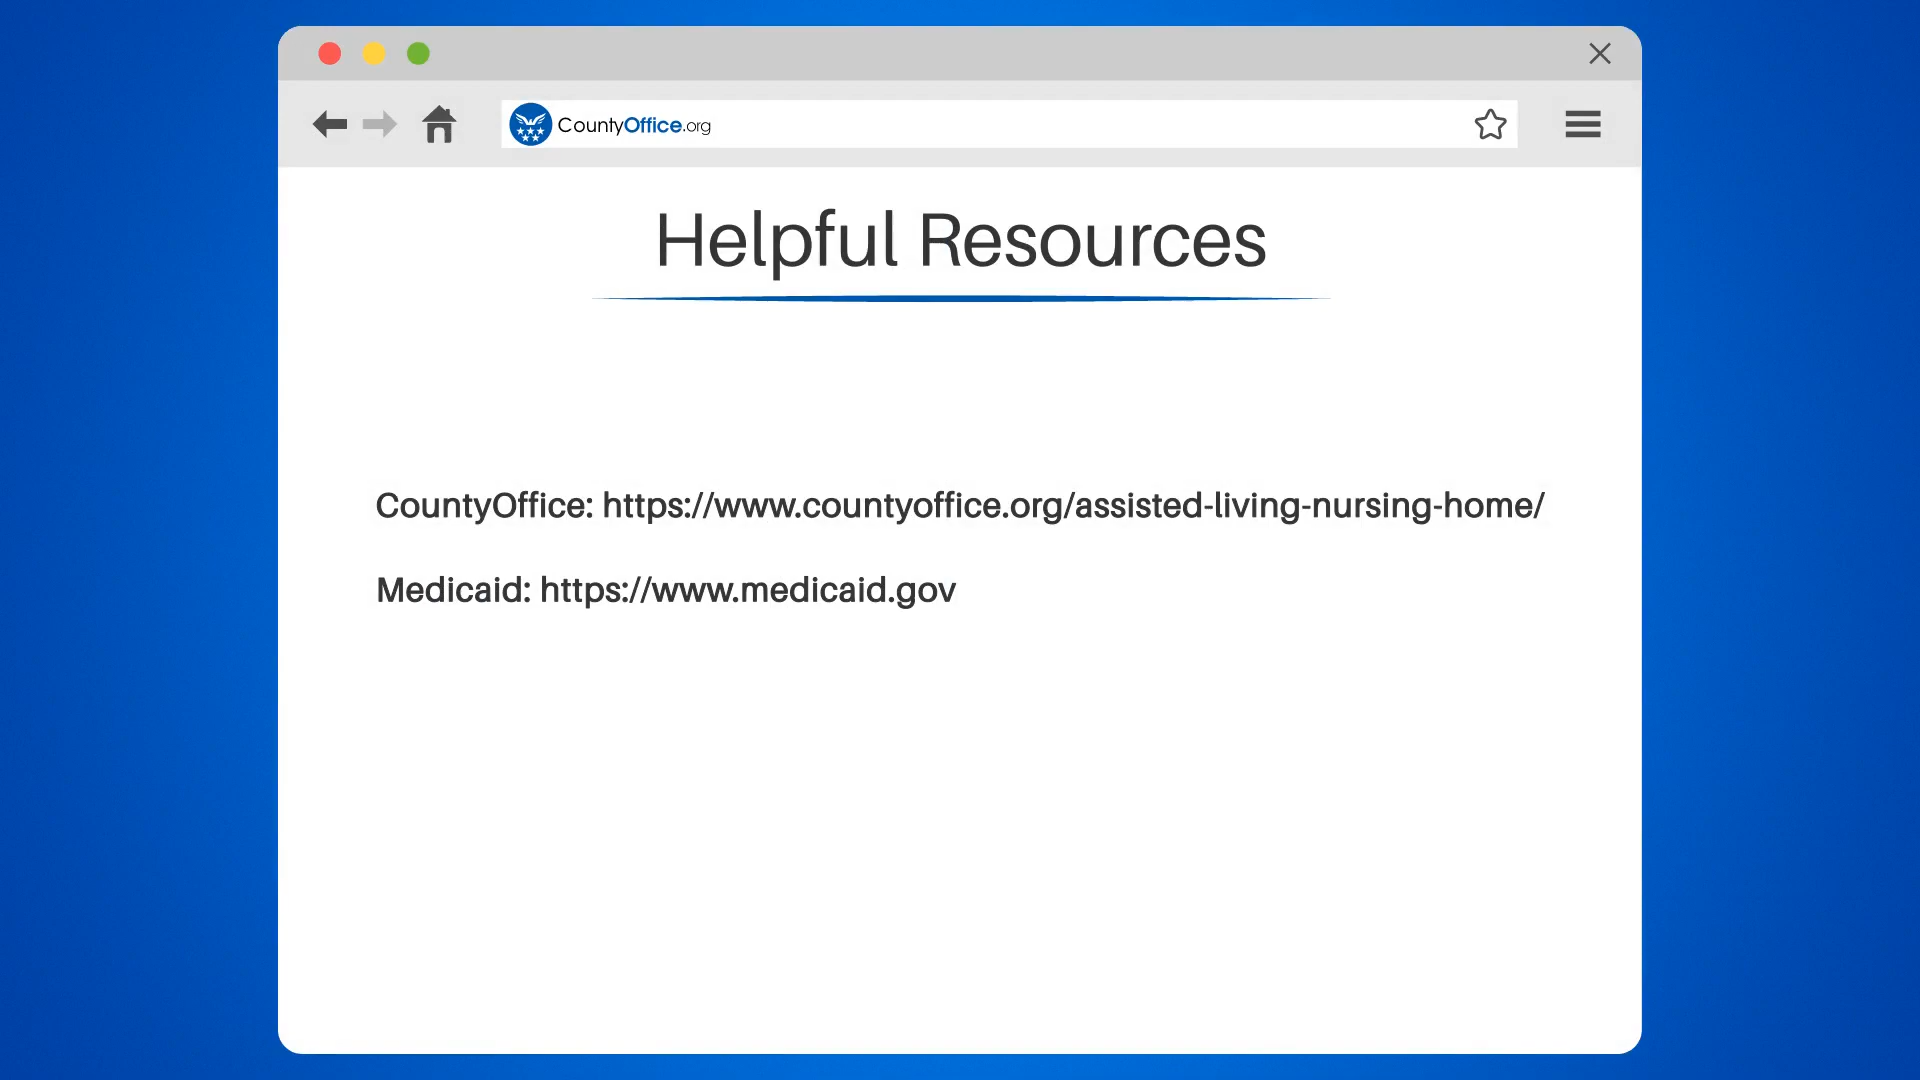 CountyOffice.org
Helpful Resources
CountyOffice: https://www.countyoffice.org/assisted-living-nursing-home/
Medicaid: https://www.medicaid.gov